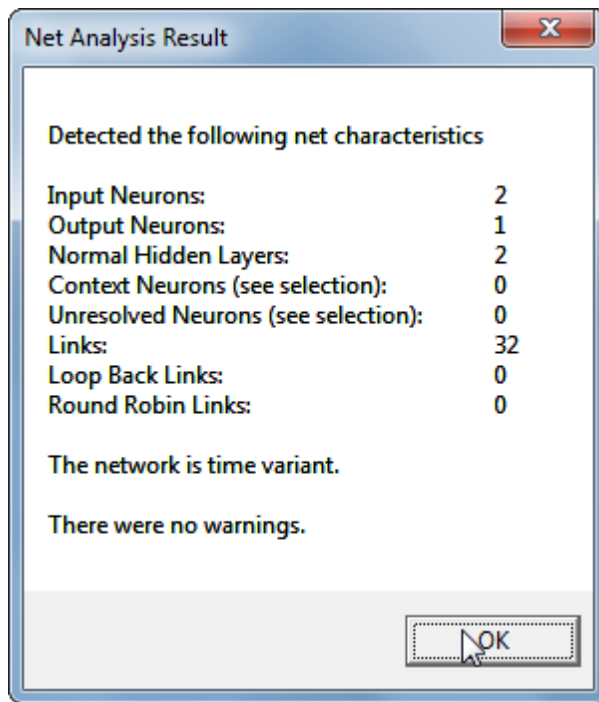 Net Analysis Result
Detected the following net characteristics
Input Neurons: 2
Output Neurons: 1
Normal Hidden Layers: 2
Context Neurons (see selection): 0
Unresolved Neurons (see selection): 0
Links: 32
Loop Back Links: 0
Round Robin Links: 0
The network is time variant.
There were no warnings.
OK